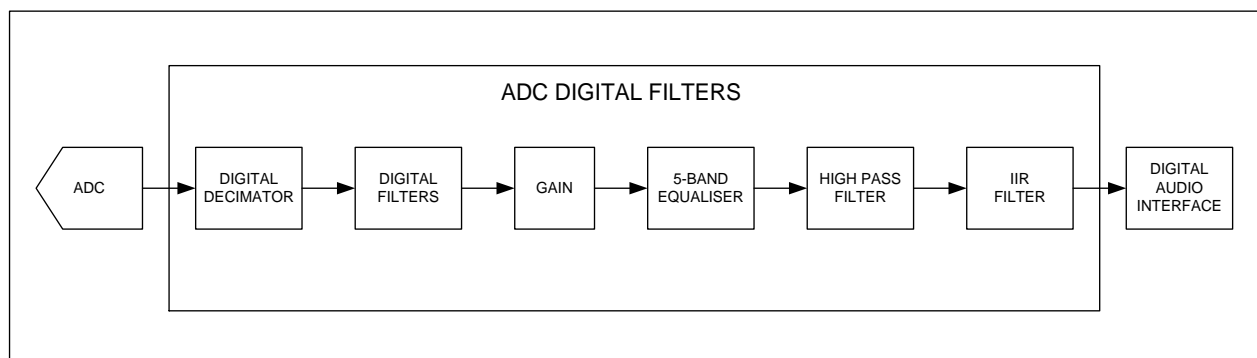 ADC DIGITAL FILTERS
ADC
DIGITAL
DECIMATOR
DIGITAL
FILTERS
GAIN
5-BAND
EQUALISER
HIGH PASS
FILTER
IIR
FILTER
DIGITAL
AUDIO
INTERFACE